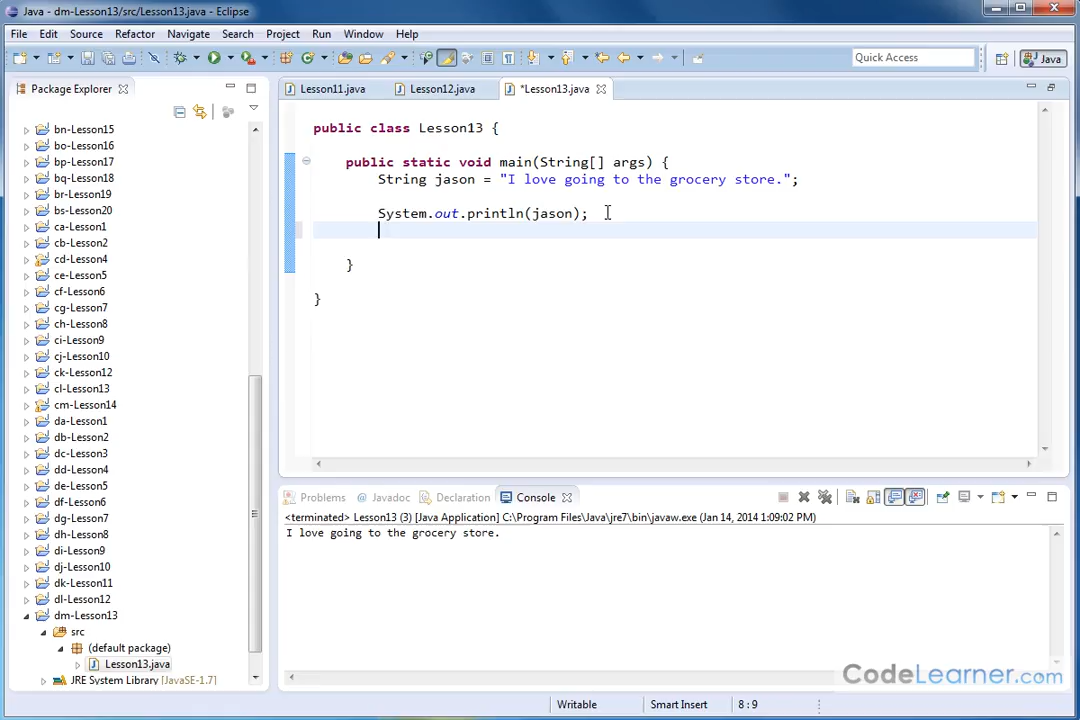 Java - dm-Lesson13/src/Lesson13.java - Eclipse
File Edit Source Refactor Navigate Search Project Run Window Help
Quick Access
Java
Package Explorer
Lesson11.java
Lesson12.java
*Lesson13.java
bn-Lesson15
bo-Lesson16
bp-Lesson17
bq-Lesson18
br-Lesson19
bs-Lesson20
ca-Lesson1
cb-Lesson2
cd-Lesson4
ce-Lesson5
cf-Lesson6
cg-Lesson7
ch-Lesson8
ci-Lesson9
cj-Lesson10
ck-Lesson12
cl-Lesson13
cm-Lesson14
da-Lesson1
db-Lesson2
dc-Lesson3
dd-Lesson4
de-Lesson5
df-Lesson6
dg-Lesson7
dh-Lesson8
di-Lesson9
dj-Lesson10
dk-Lesson11
dl-Lesson12
dm-Lesson13
src
(default package)
Lesson13.java
JRE System Library [JavaSE-1.7]
public class Lesson13 {
public static void main(String[] args) {
String jason = "I love going to the grocery store.";
System.out.println(jason);
}
}
Problems @ Javadoc Declaration Console
<terminated> Lesson13 (3) [Java Application] C:\Program Files\Java\jre7\bin\javaw.exe (Jan 14, 2014 1:09:02 PM)
I love going to the grocery store.
CodeLearner.com
Writable Smart Insert 8 : 9